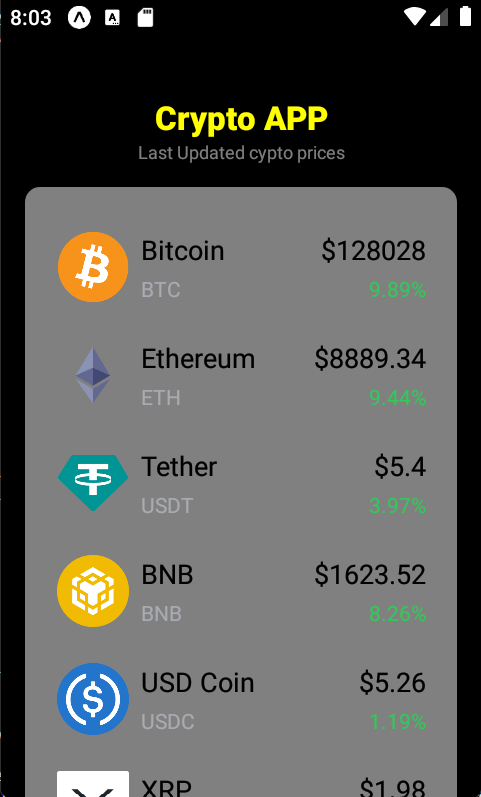 8:03
Crypto APP
Last Updated cypto prices
Bitcoin $128028
BTC 9.89%
Ethereum $8889.34
ETH 9.44%
Tether $5.4
USDT 3.97%
BNB $1623.52
BNB 8.26%
USD Coin $5.26
USDC 1.19%
XRP $1.98